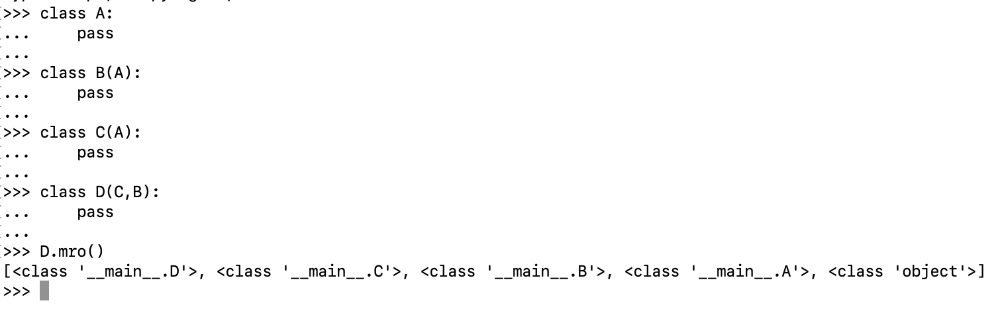 >>> class A:
...     pass
...
>>> class B(A):
...     pass
...
>>> class C(A):
...     pass
...
>>> class D(C,B):
...     pass
...
>>> D.mro()
[<class '__main__.D'>, <class '__main__.C'>, <class '__main__.B'>, <class '__main__.A'>, <class 'object'>]
>>>